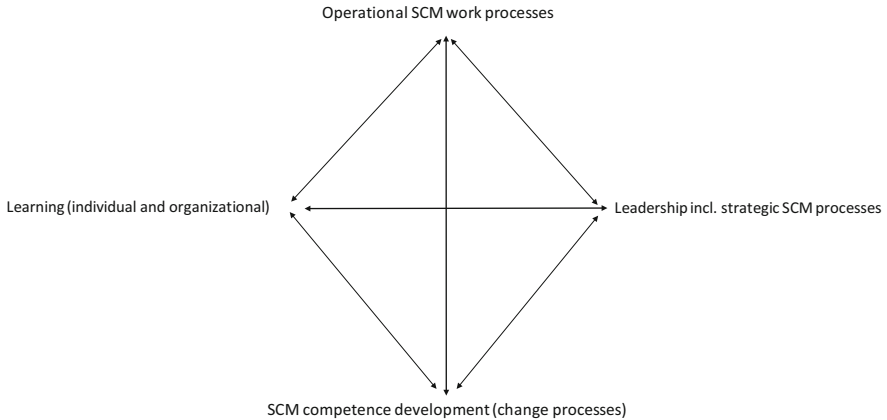 Operational SCM work processes
Learning (individual and organizational)
Leadership incl. strategic SCM processes
SCM competence development (change processes)